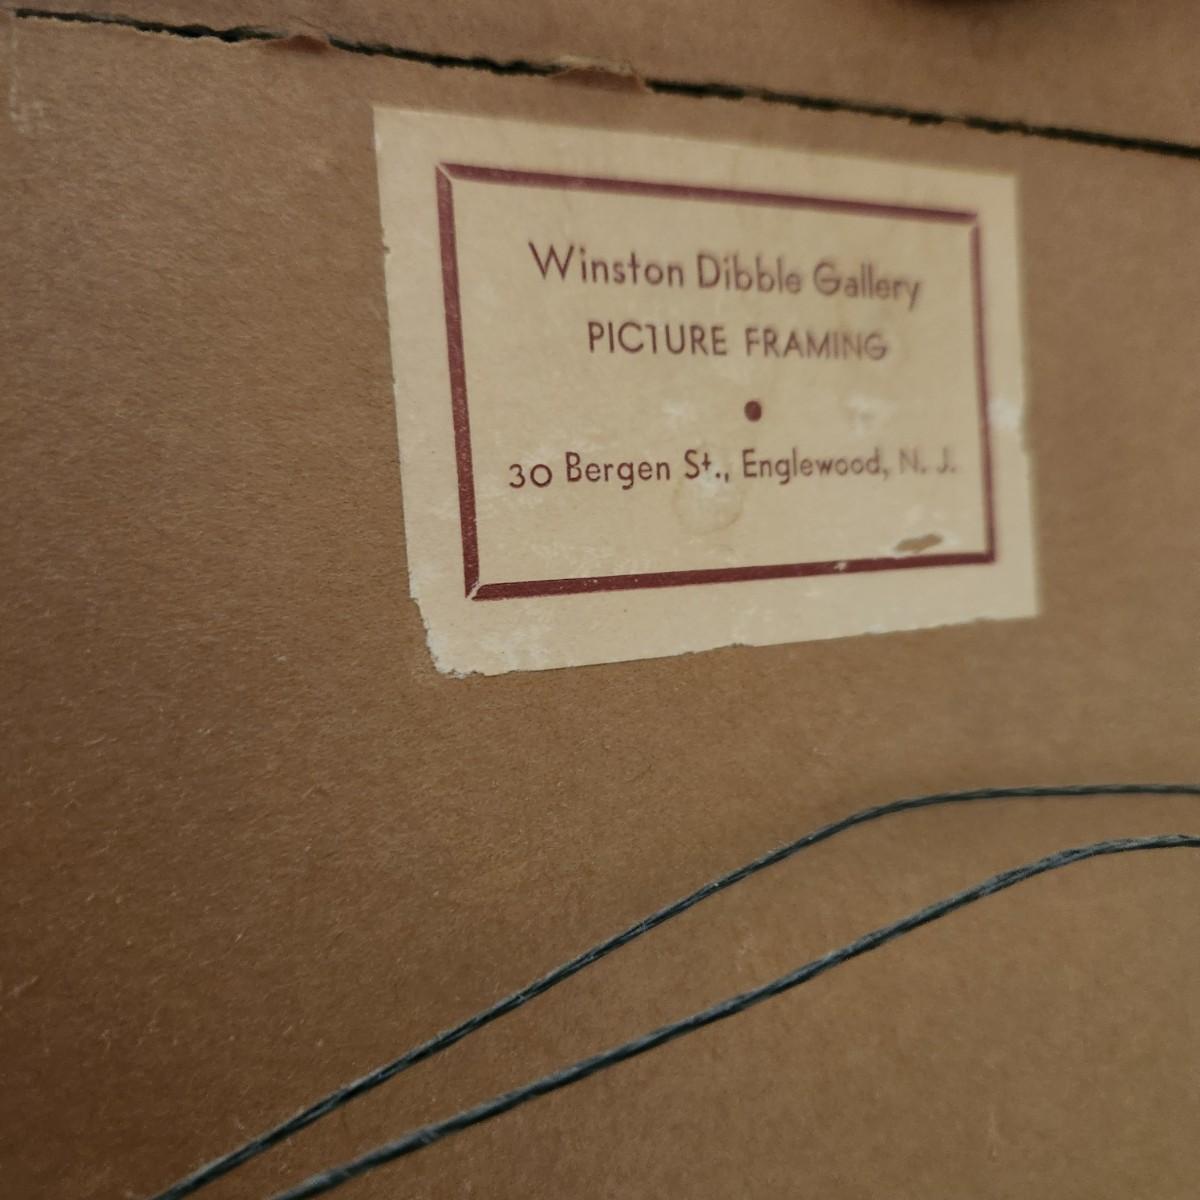 Winston Dibble Gallery
PICTURE FRAMING
30 Bergen St., Englewood, N. J.